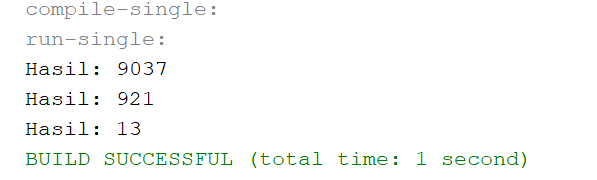 compile-single:
run-single:
Hasil: 9037
Hasil: 921
Hasil: 13
BUILD SUCCESSFUL (total time: 1 second)